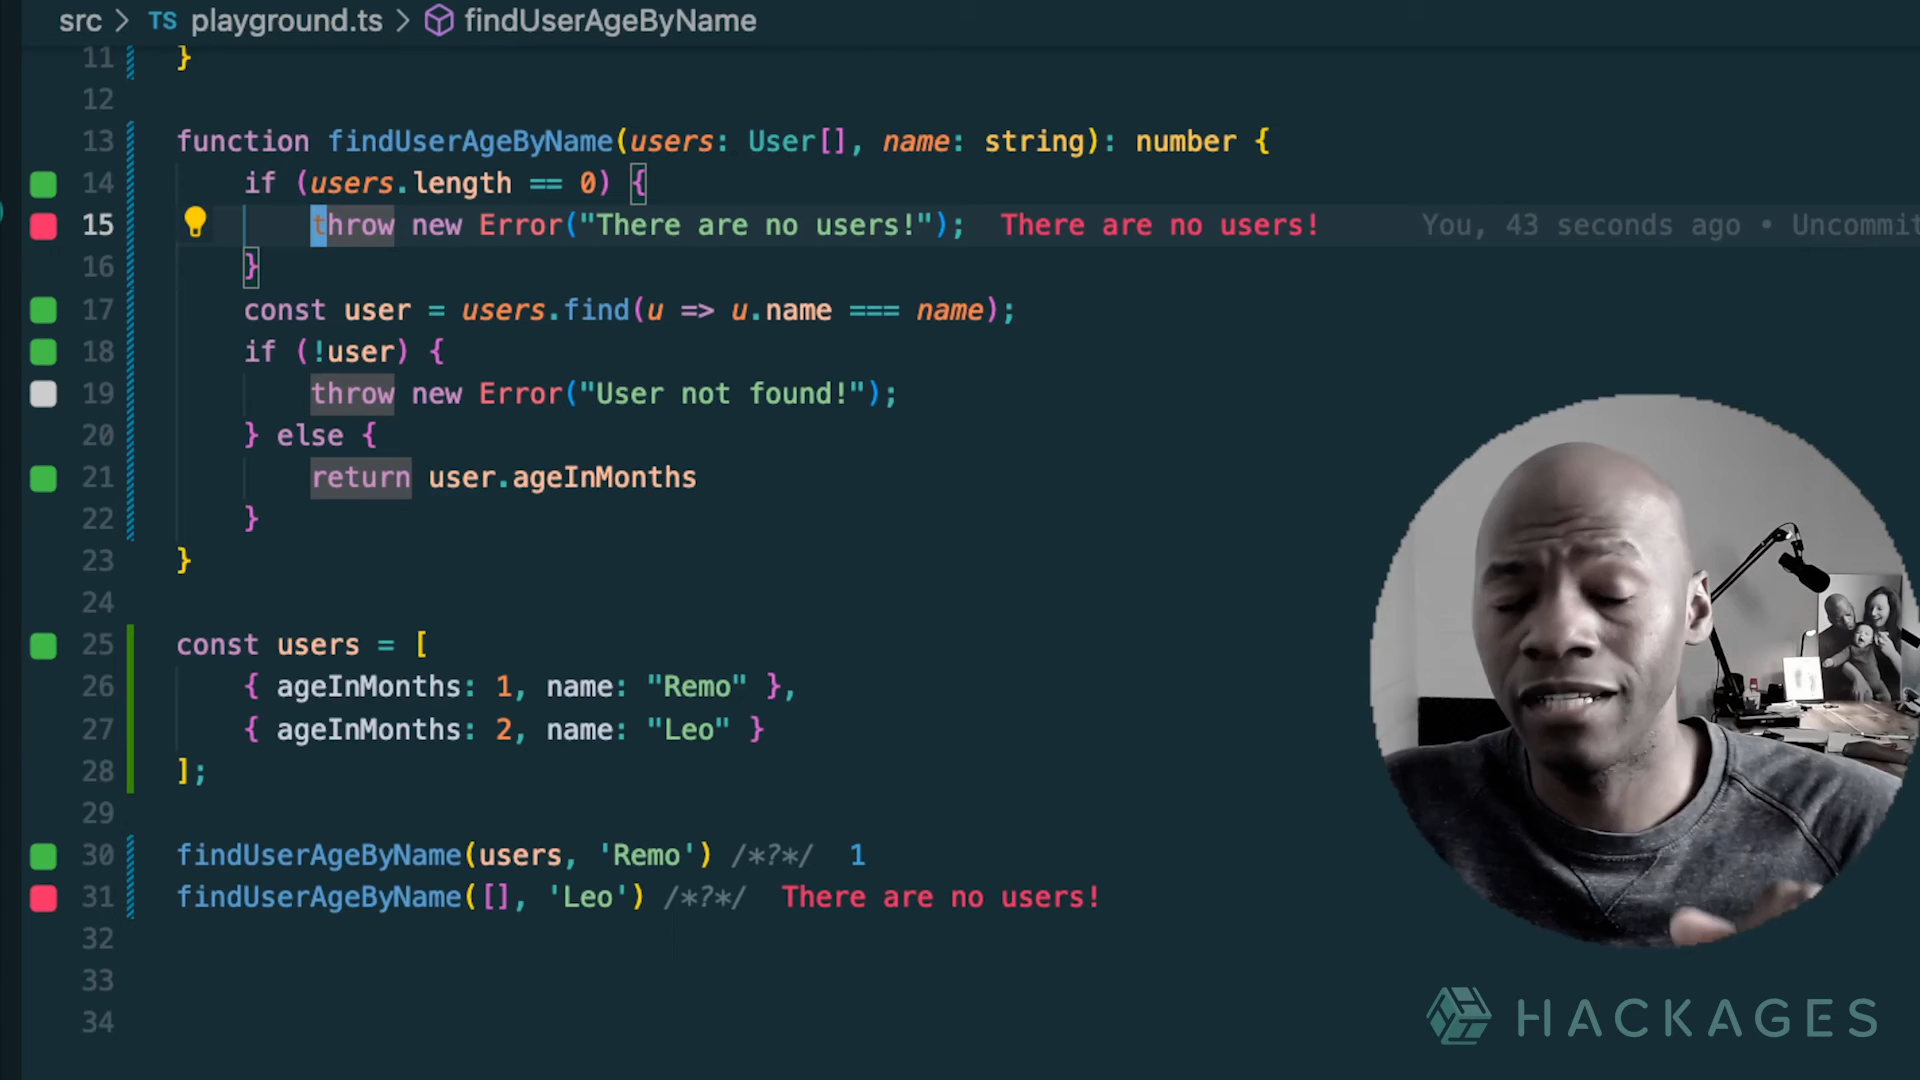 src > TS playground.ts > findUserAgeByName
11 }
12
13 function findUserAgeByName(users: User[], name: string): number {
14 if (users.length == 0) {
15 throw new Error("There are no users!"); There are no users! You, 43 seconds ago • Uncommit
16 }
17 const user = users.find(u => u.name === name);
18 if (!user) {
19 throw new Error("User not found!");
20 } else {
21 return user.ageInMonths
22 }
23 }
24
25 const users = [
26 { ageInMonths: 1, name: "Remo" },
27 { ageInMonths: 2, name: "Leo" }
28 ];
29
30 findUserAgeByName(users, 'Remo') /*?*/ 1
31 findUserAgeByName([], 'Leo') /*?*/ There are no users!
32
33
34
HACKAGES